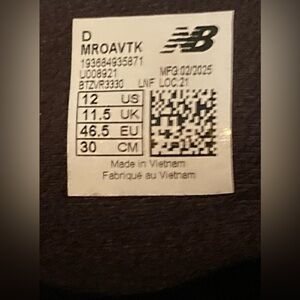 D
MROAVTK
193684935871
U008921 MFG:02/2025
BTZVR3330 LNF LOC:21
12 US
11.5 UK
46.5 EU
30 CM
Made in Vietnam
Fabriqué au Vietnam